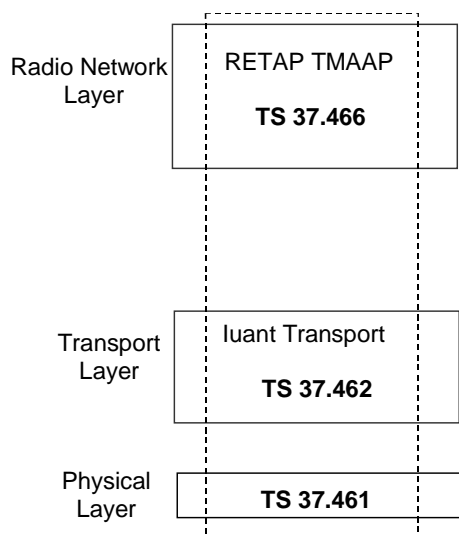 Radio Network
Layer
RETAP TMAAP
TS 37.466
Transport
Layer
Iuant Transport
TS 37.462
Physical
Layer
TS 37.461